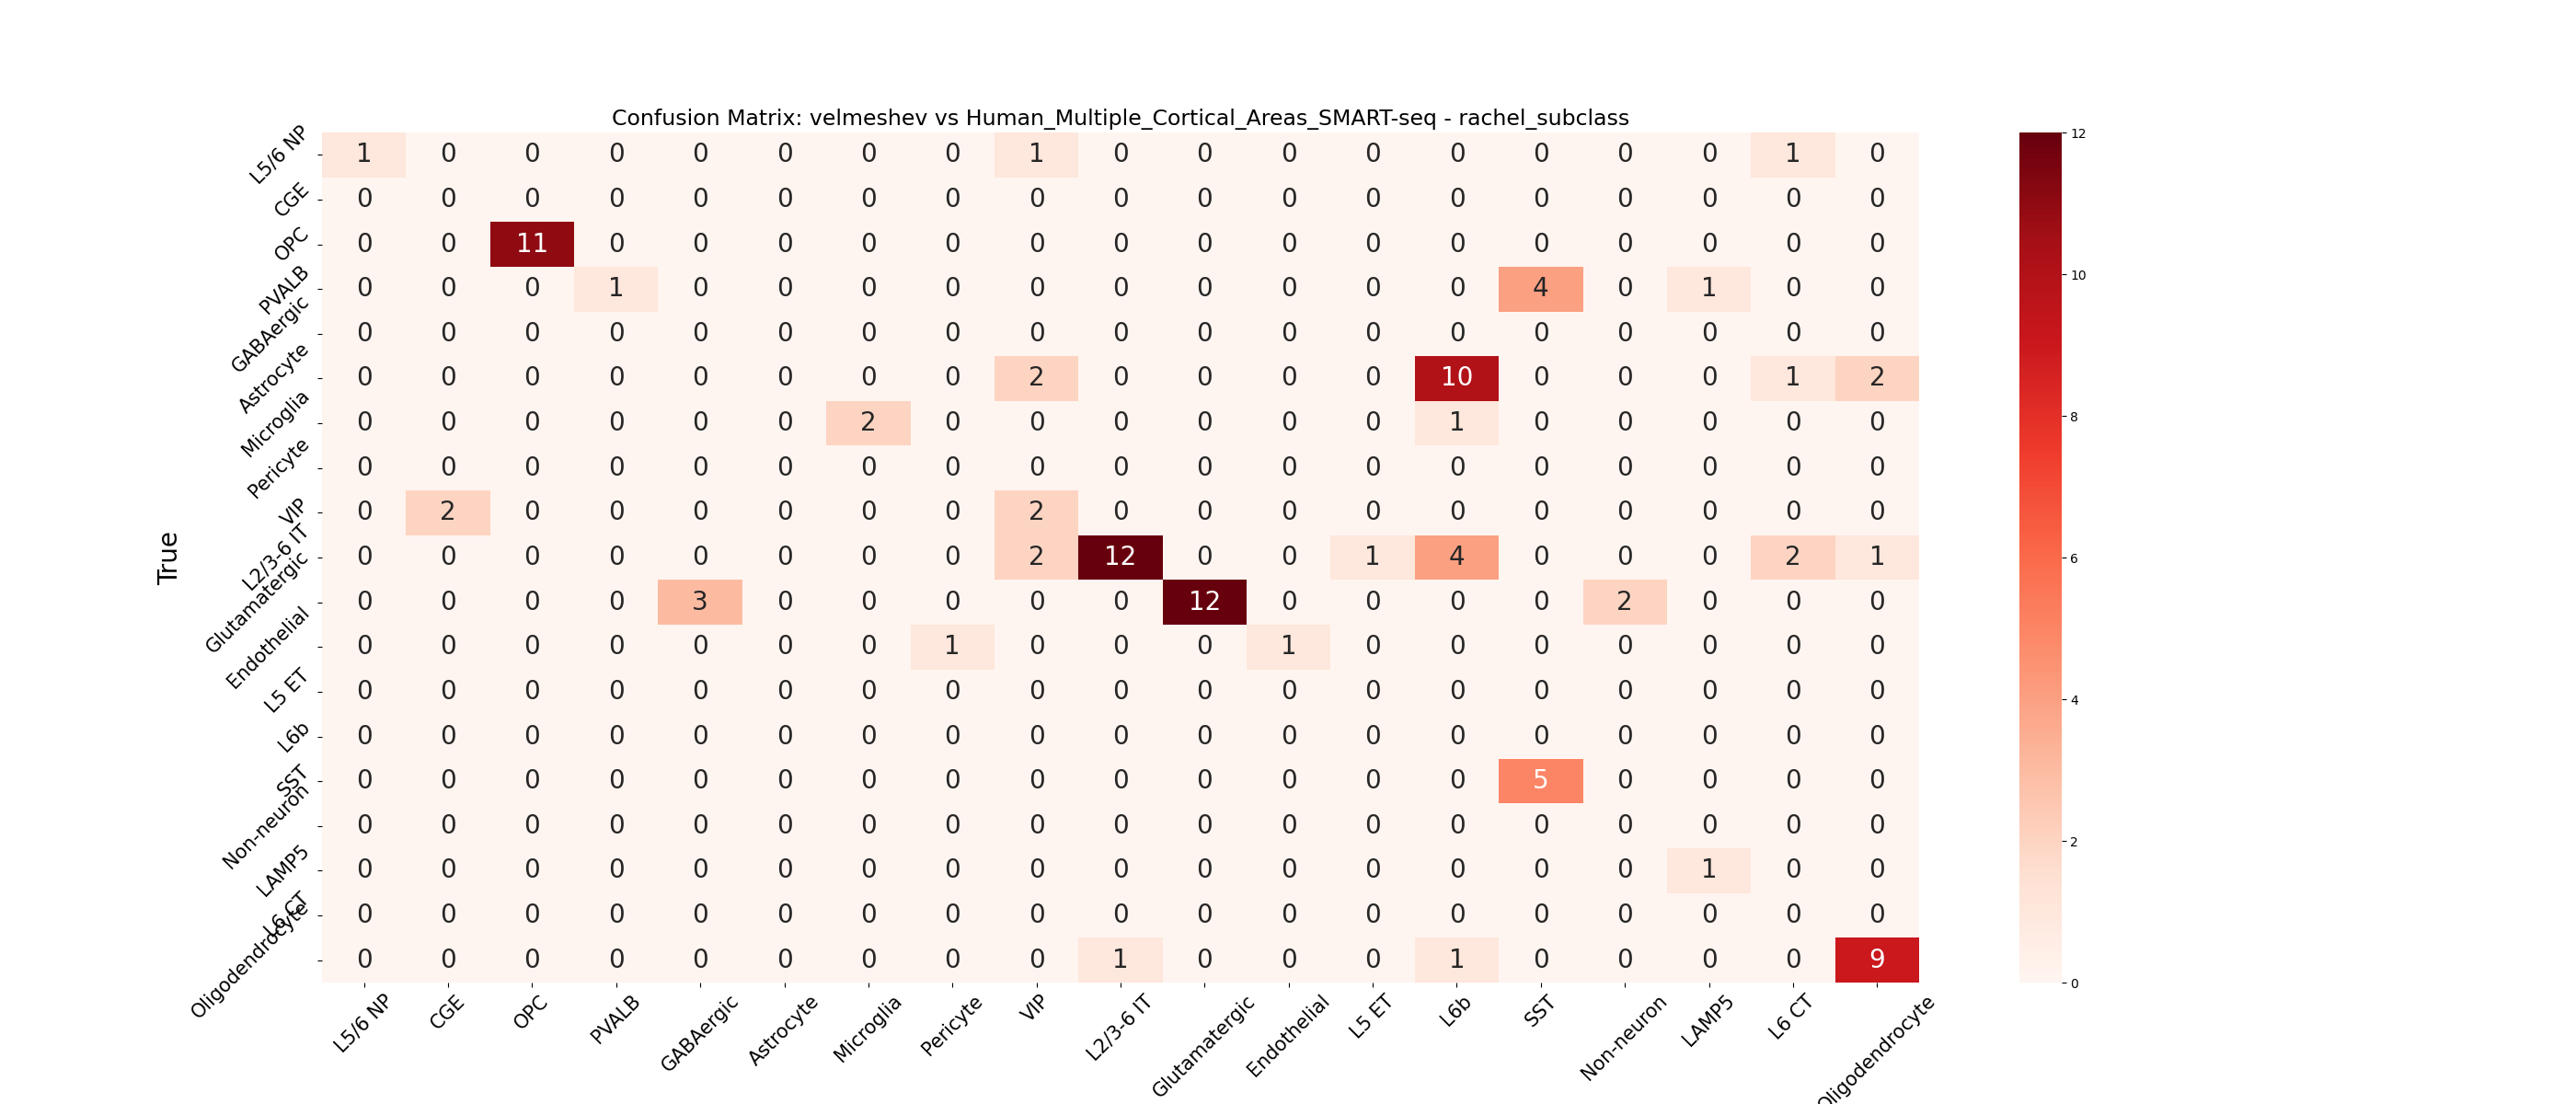 Confusion Matrix: velmeshev vs Human_Multiple_Cortical_Areas_SMART-seq - rachel_subclass
True
L5/6 NP 1 0 0 0 0 0 0 0 1 0 0 0 0 0 0 0 0 1 0
CGE 0 0 0 0 0 0 0 0 0 0 0 0 0 0 0 0 0 0 0
OPC 0 0 11 0 0 0 0 0 0 0 0 0 0 0 0 0 0 0 0
PVALB 0 0 0 1 0 0 0 0 0 0 0 0 0 0 4 0 1 0 0
GABAergic 0 0 0 0 0 0 0 0 0 0 0 0 0 0 0 0 0 0 0
Astrocyte 0 0 0 0 0 0 0 0 2 0 0 0 0 10 0 0 0 1 2
Microglia 0 0 0 0 0 0 2 0 0 0 0 0 0 1 0 0 0 0 0
Pericyte 0 0 0 0 0 0 0 0 0 0 0 0 0 0 0 0 0 0 0
VIP 0 2 0 0 0 0 0 0 2 0 0 0 0 0 0 0 0 0 0
L2/3-6 IT 0 0 0 0 0 0 0 0 2 12 0 0 1 4 0 0 0 2 1
Glutamatergic 0 0 0 0 3 0 0 0 0 0 12 0 0 0 0 2 0 0 0
Endothelial 0 0 0 0 0 0 0 1 0 0 0 1 0 0 0 0 0 0 0
L5 ET 0 0 0 0 0 0 0 0 0 0 0 0 0 0 0 0 0 0 0
L6b 0 0 0 0 0 0 0 0 0 0 0 0 0 0 0 0 0 0 0
SST 0 0 0 0 0 0 0 0 0 0 0 0 0 0 5 0 0 0 0
Non-neuron 0 0 0 0 0 0 0 0 0 0 0 0 0 0 0 0 0 0 0
LAMP5 0 0 0 0 0 0 0 0 0 0 0 0 0 0 0 0 1 0 0
L6 CT 0 0 0 0 0 0 0 0 0 0 0 0 0 0 0 0 0 0 0
Oligodendrocyte 0 0 0 0 0 0 0 0 0 1 0 0 0 1 0 0 0 0 9
L5/6 NP CGE OPC PVALB GABAergic Astrocyte Microglia Pericyte VIP L2/3-6 IT Glutamatergic Endothelial L5 ET L6b SST Non-neuron LAMP5 L6 CT Oligodendrocyte
12
10
8
6
4
2
0